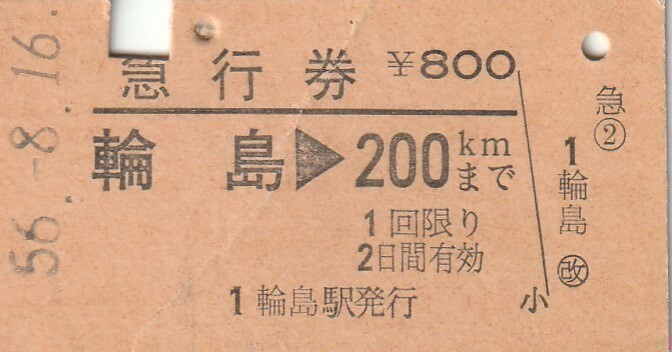 56.-8.16.
急行券 ¥800
輪島▶200kmまで
1回限り
2日間有効
1 輪島駅発行
小
急②
1輪島㊑